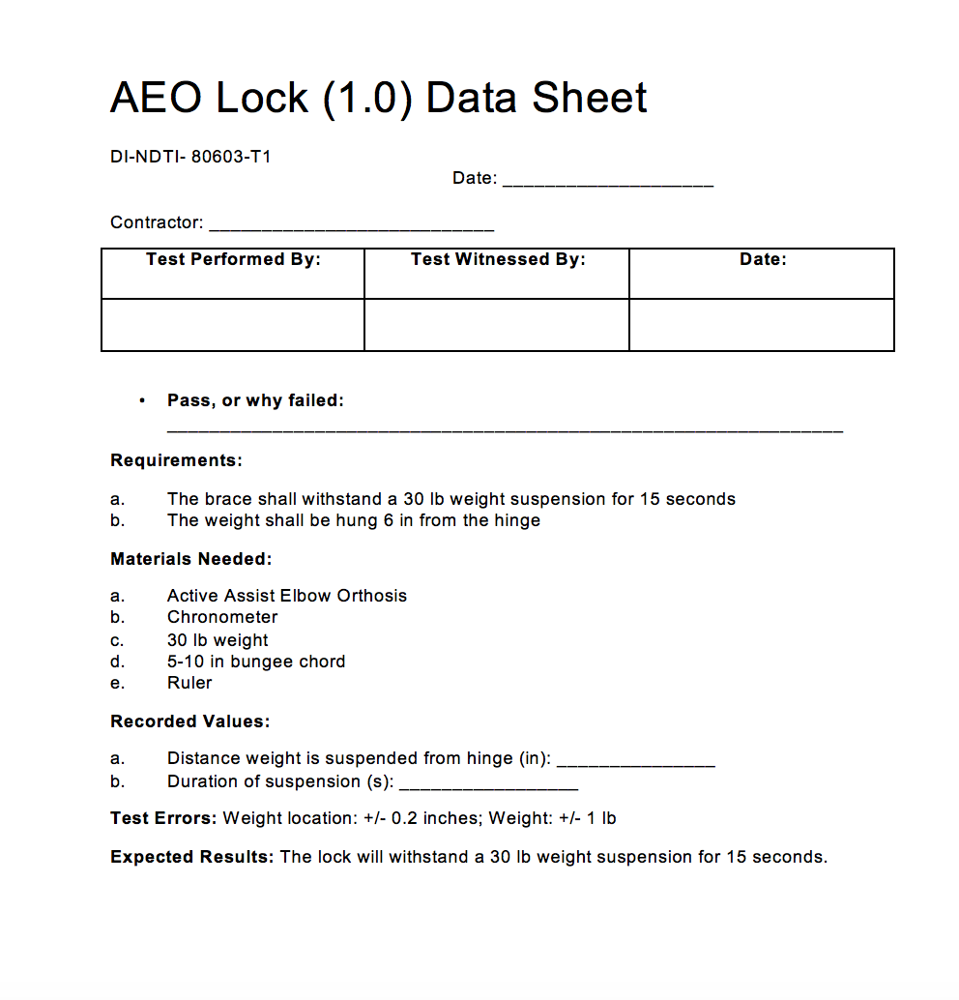 AEO Lock (1.0) Data Sheet
DI-NDTI- 80603-T1
Date: ____________________
Contractor: ___________________________
Test Performed By: Test Witnessed By: Date:
• Pass, or why failed:
________________________________________________________________
Requirements:
a. The brace shall withstand a 30 lb weight suspension for 15 seconds
b. The weight shall be hung 6 in from the hinge
Materials Needed:
a. Active Assist Elbow Orthosis
b. Chronometer
c. 30 lb weight
d. 5-10 in bungee chord
e. Ruler
Recorded Values:
a. Distance weight is suspended from hinge (in): _______________
b. Duration of suspension (s): _________________
Test Errors: Weight location: +/- 0.2 inches; Weight: +/- 1 lb
Expected Results: The lock will withstand a 30 lb weight suspension for 15 seconds.